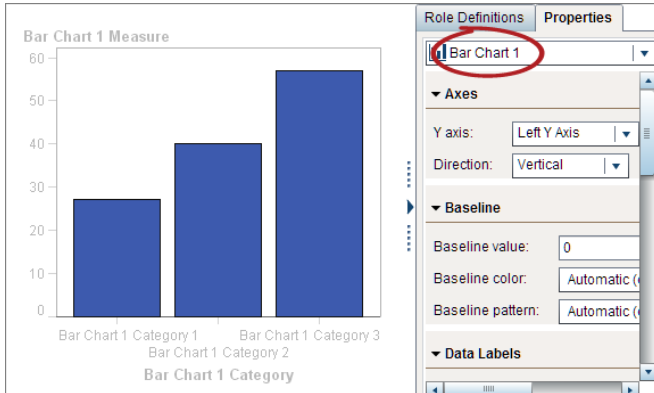 Bar Chart 1 Measure
60
50
40
30
20
10
0
Bar Chart 1 Category 1
Bar Chart 1 Category 2
Bar Chart 1 Category 3
Bar Chart 1 Category
Role Definitions Properties
Bar Chart 1
Axes
Y axis: Left Y Axis
Direction: Vertical
Baseline
Baseline value: 0
Baseline color: Automatic (
Baseline pattern: Automatic (
Data Labels